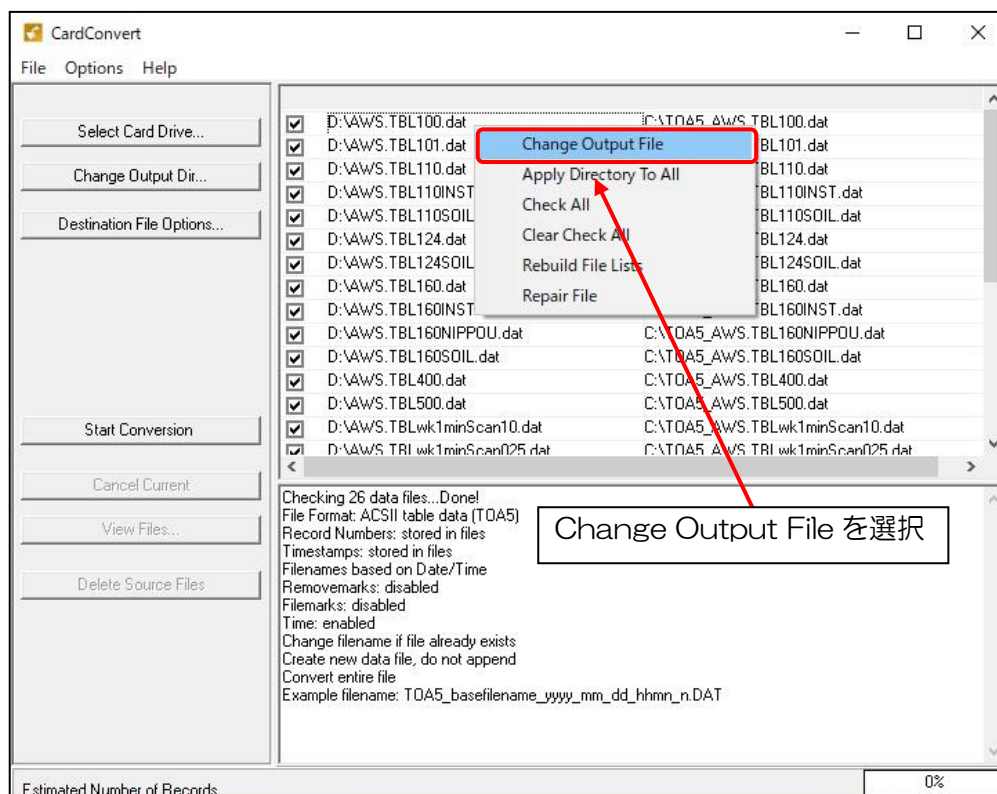 CardConvert
File Options Help
Select Card Drive...
Change Output Dir...
Destination File Options...
Start Conversion
Cancel Current
View Files...
Delete Source Files
D:\AWS.TBL100.dat C:\TOA5_AWS.TBL100.dat
D:\AWS.TBL101.dat TBL101.dat
D:\AWS.TBL110.dat TBL110.dat
D:\AWS.TBL110INST TBL110INST.dat
D:\AWS.TBL110SOIL TBL110SOIL.dat
D:\AWS.TBL124.dat TBL124.dat
D:\AWS.TBL124SOIL TBL124SOIL.dat
D:\AWS.TBL160.dat TBL160.dat
D:\AWS.TBL160INST TBL160INST.dat
D:\AWS.TBL160NIPPOU.dat C:\TOA5_AWS.TBL160NIPPOU.dat
D:\AWS.TBL160SOIL.dat C:\TOA5_AWS.TBL160SOIL.dat
D:\AWS.TBL400.dat C:\TOA5_AWS.TBL400.dat
D:\AWS.TBL500.dat C:\TOA5_AWS.TBL500.dat
D:\AWS.TBLwk1minScan10.dat C:\TOA5_AWS.TBLwk1minScan10.dat
D:\AWS.TBLwk1minScan025.dat C:\TOA5_AWS.TBLwk1minScan025.dat
Change Output File
Apply Directory To All
Check All
Clear Check All
Rebuild File Lists
Repair File
Change Output File を選択
Checking 26 data files...Done!
File Format: ACSII table data (TOA5)
Record Numbers: stored in files
Timestamps: stored in files
Filenames based on Date/Time
Removemarks: disabled
Filemarks: disabled
Time: enabled
Change filename if file already exists
Create new data file, do not append
Convert entire file
Example filename: TOA5_basefilename_yyyy_mm_dd_hhmn_n.DAT
Estimated Number of Records
0%